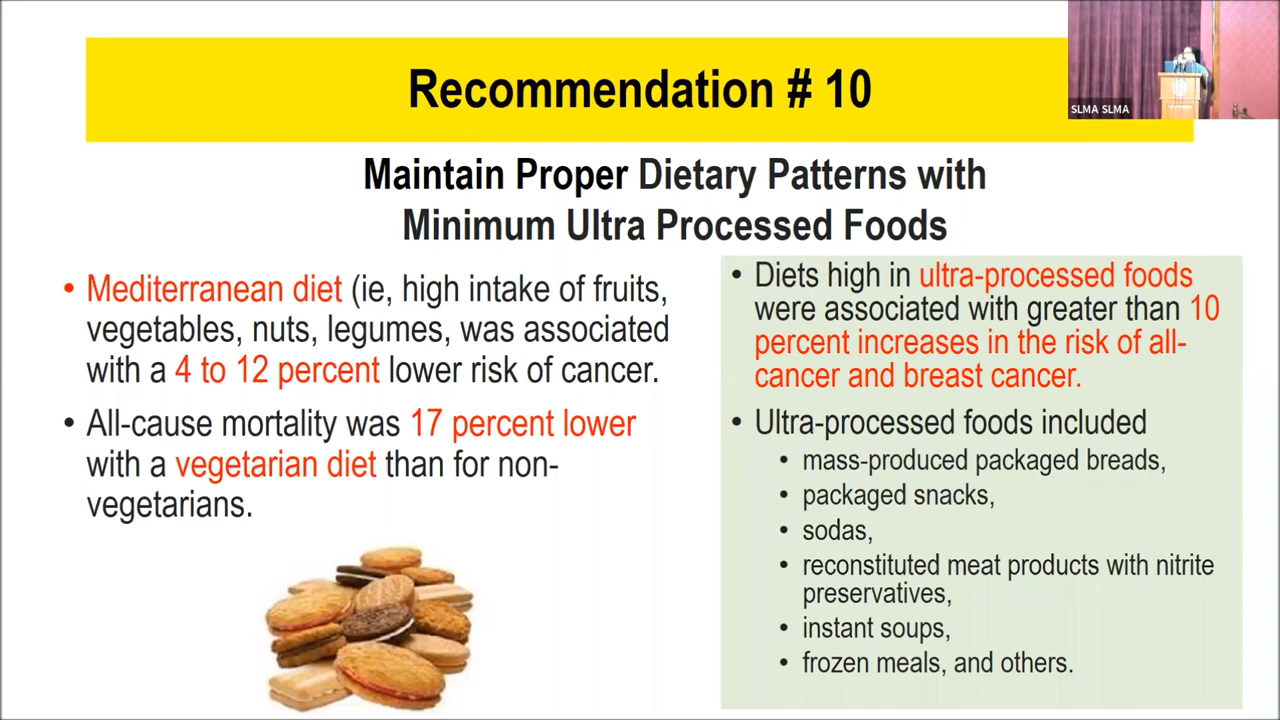 Recommendation # 10
SLMA SLMA
Maintain Proper Dietary Patterns with
Minimum Ultra Processed Foods
• Mediterranean diet (ie, high intake of fruits,
vegetables, nuts, legumes, was associated
with a 4 to 12 percent lower risk of cancer.
• All-cause mortality was 17 percent lower
with a vegetarian diet than for non-
vegetarians.
• Diets high in ultra-processed foods
were associated with greater than 10
percent increases in the risk of all-
cancer and breast cancer.
• Ultra-processed foods included
• mass-produced packaged breads,
• packaged snacks,
• sodas,
• reconstituted meat products with nitrite
preservatives,
• instant soups,
• frozen meals, and others.